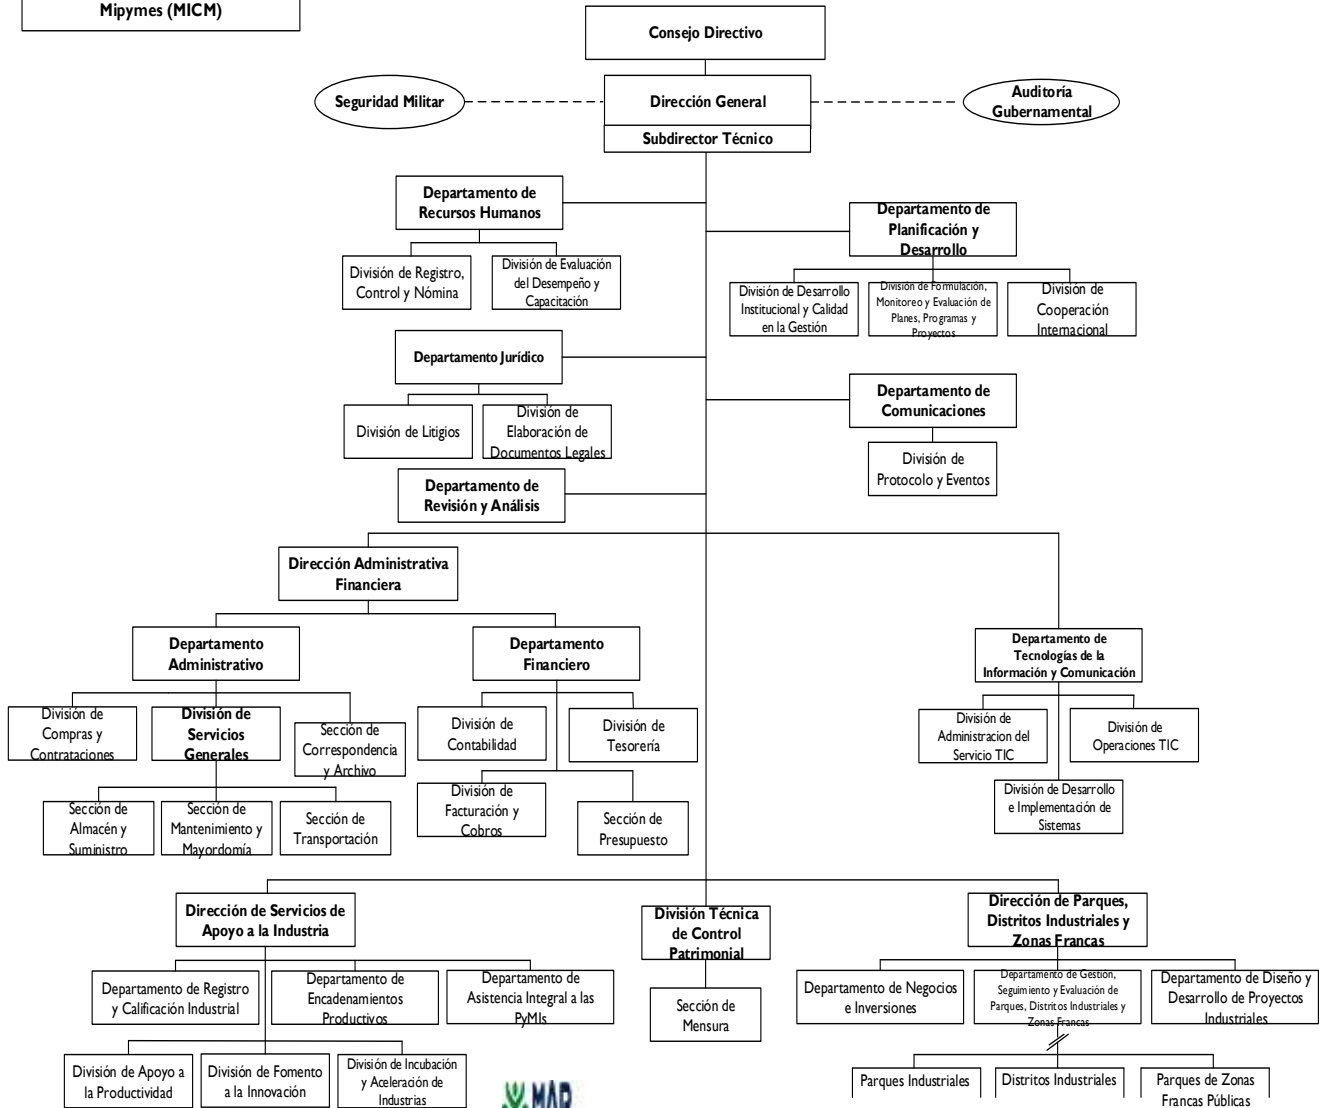 Mipymes (MICM)
Consejo Directivo
Seguridad Militar
Dirección General
Auditoría
Gubernamental
Subdirector Técnico
Departamento de
Recursos Humanos
División de Registro,
Control y Nómina
División de Evaluación
del Desempeño y
Capacitación
Departamento de
Planificación y
Desarrollo
División de Desarrollo
Institucional y Calidad
en la Gestión
División de Formulación,
Monitoreo y Evaluación de
Planes, Programas y
Proyectos
División de
Cooperación
Internacional
Departamento Jurídico
División de Litigios
División de
Elaboración de
Documentos Legales
Departamento de
Comunicaciones
División de
Protocolo y Eventos
Departamento de
Revisión y Análisis
Dirección Administrativa
Financiera
Departamento
Administrativo
Departamento
Financiero
Departamento de
Tecnologías de la
Información y Comunicación
División de
Compras y
Contrataciones
División de
Servicios
Generales
Sección de
Correspondencia
y Archivo
División de
Contabilidad
División de
Tesorería
División de
Administracion del
Servicio TIC
División de
Operaciones TIC
Sección de
Almacén y
Suministro
Sección de
Mantenimiento y
Mayordomía
Sección de
Transportación
División de
Facturación y
Cobros
Sección de
Presupuesto
División de Desarrollo
e Implementación de
Sistemas
Dirección de Servicios de
Apoyo a la Industria
División Técnica
de Control
Patrimonial
Dirección de Parques,
Distritos Industriales y
Zonas Francas
Departamento de Registro
y Calificación Industrial
Departamento de
Encadenamientos
Productivos
Departamento de
Asistencia Integral a las
PyMIs
Sección de
Mensura
Departamento de Negocios
e Inversiones
Departamento de Gestión,
Seguimiento y Evaluación de
Parques, Distritos Industriales y
Zonas Francas
Departamento de Diseño y
Desarrollo de Proyectos
Industriales
División de Apoyo a
la Productividad
División de Fomento
a la Innovación
División de Incubación
y Aceleración de
Industrias
Parques Industriales
Distritos Industriales
Parques de Zonas
Francas Públicas
MAP